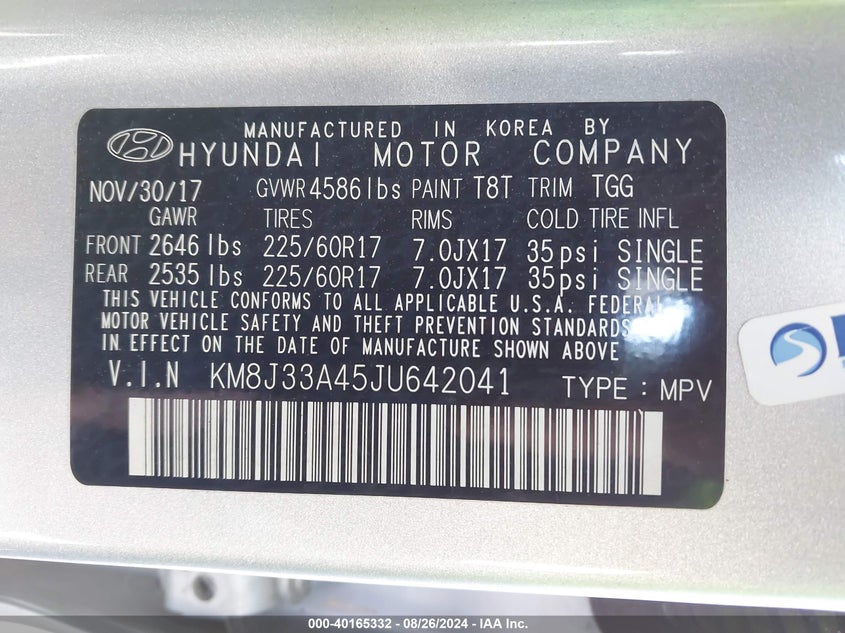 MANUFACTURED IN KOREA BY
HYUNDAI MOTOR COMPANY
NOV/30/17 GVWR 4586 lbs PAINT T8T TRIM TGG
GAWR TIRES RIMS COLD TIRE INFL
FRONT 2646 lbs 225/60R17 7.0JX17 35psi SINGLE
REAR 2535 lbs 225/60R17 7.0JX17 35psi SINGLE
THIS VEHICLE CONFORMS TO ALL APPLICABLE U.S.A. FEDERAL
MOTOR VEHICLE SAFETY AND THEFT PREVENTION STANDARDS
IN EFFECT ON THE DATE OF MANUFACTURE SHOWN ABOVE
V.I.N KM8J33A45JU642041 TYPE : MPV
000-40165332 - 08/26/2024 - IAA Inc.